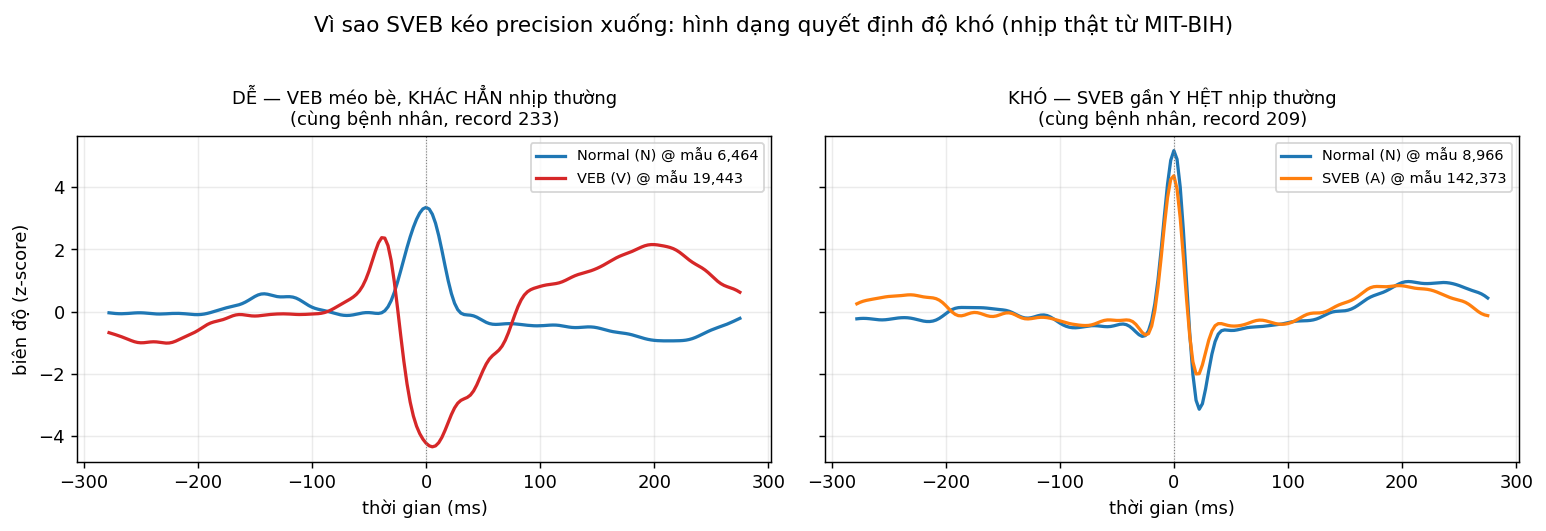 Vì sao SVEB kéo precision xuống: hình dạng quyết định độ khó (nhịp thật từ MIT-BIH)
DỄ — VEB méo bè, KHÁC HẲN nhịp thường
(cùng bệnh nhân, record 233)
Normal (N) @ mẫu 6,464
VEB (V) @ mẫu 19,443
biên độ (z-score)
4
2
0
−2
−4
−300
−200
−100
0
100
200
300
thời gian (ms)
KHÓ — SVEB gần Y HỆT nhịp thường
(cùng bệnh nhân, record 209)
Normal (N) @ mẫu 8,966
SVEB (A) @ mẫu 142,373
−300
−200
−100
0
100
200
300
thời gian (ms)